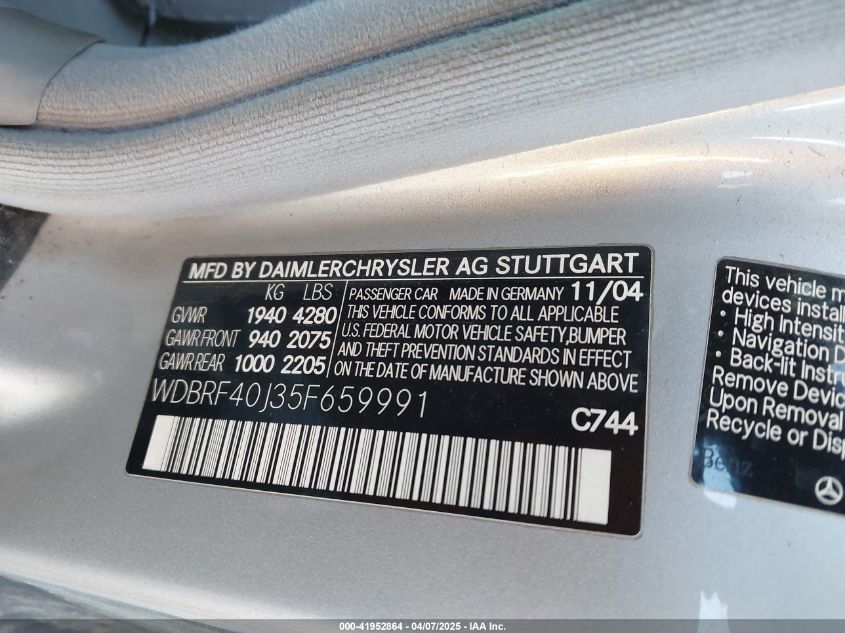 MFD BY DAIMLERCHRYSLER AG STUTTGART
KG LBS
GVWR 1940 4280
GAWR FRONT 940 2075
GAWR REAR 1000 2205
PASSENGER CAR MADE IN GERMANY 11/04
THIS VEHICLE CONFORMS TO ALL APPLICABLE
U.S. FEDERAL MOTOR VEHICLE SAFETY, BUMPER
AND THEFT PREVENTION STANDARDS IN EFFECT
ON THE DATE OF MANUFACTURE SHOWN ABOVE
WDBRF40J35F659991
C744
This vehicle m
devices install
• High Intensit
• Navigation D
• Back-lit Instru
Remove Devic
Upon Removal
Recycle or Disp
Benz
000-41952864 - 04/07/2025 - IAA Inc.